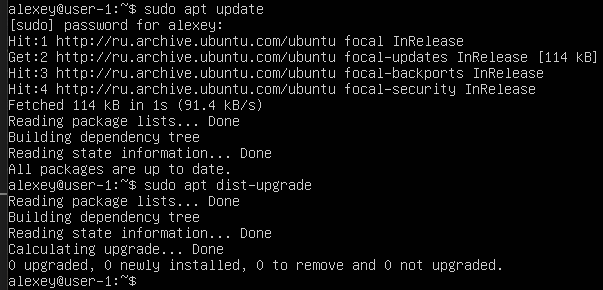 alexey@user-1:~$ sudo apt update
[sudo] password for alexey:
Hit:1 http://ru.archive.ubuntu.com/ubuntu focal InRelease
Get:2 http://ru.archive.ubuntu.com/ubuntu focal-updates InRelease [114 kB]
Hit:3 http://ru.archive.ubuntu.com/ubuntu focal-backports InRelease
Hit:4 http://ru.archive.ubuntu.com/ubuntu focal-security InRelease
Fetched 114 kB in 1s (91.4 kB/s)
Reading package lists... Done
Building dependency tree
Reading state information... Done
All packages are up to date.
alexey@user-1:~$ sudo apt dist-upgrade
Reading package lists... Done
Building dependency tree
Reading state information... Done
Calculating upgrade... Done
0 upgraded, 0 newly installed, 0 to remove and 0 not upgraded.
alexey@user-1:~$